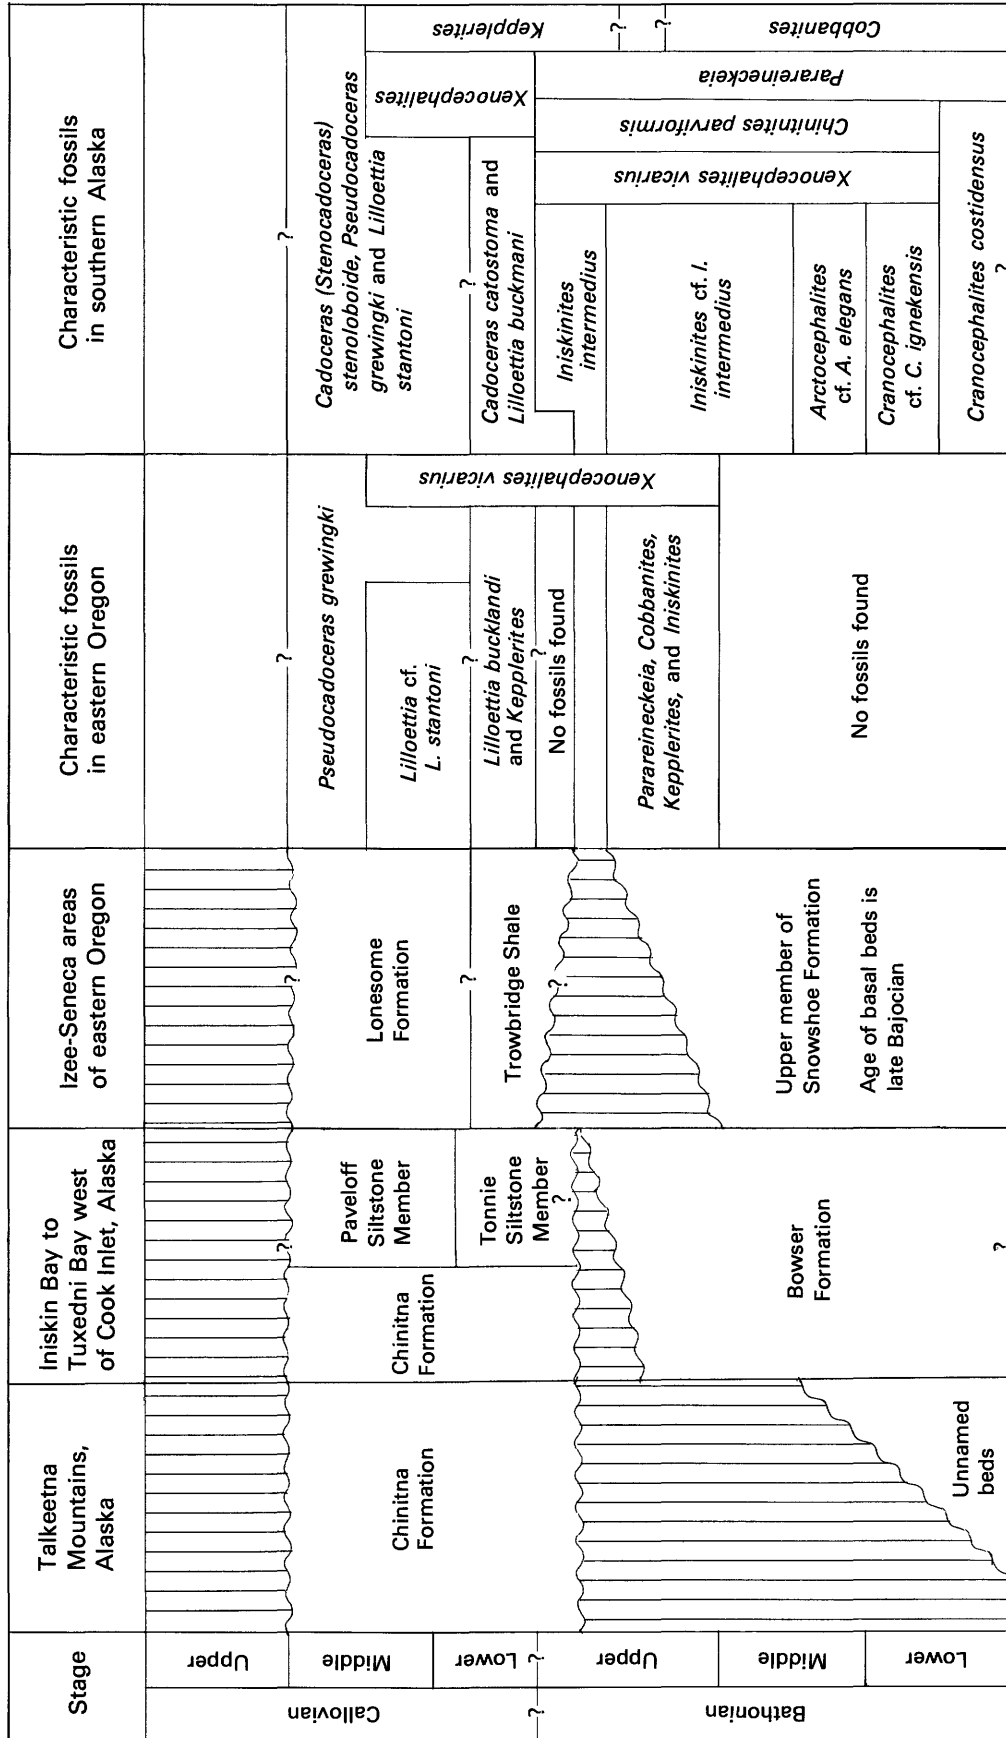 Stage
Talkeetna
Mountains,
Alaska
Iniskin Bay to
Tuxedni Bay west
of Cook Inlet, Alaska
Izee-Seneca areas
of eastern Oregon
Characteristic fossils
in eastern Oregon
Characteristic fossils
in southern Alaska
Callovian
Upper
Middle
Lower
?
?
Bathonian
Upper
Middle
Lower
Chinitna
Formation
Unnamed
beds
?
Chinitna
Formation
Paveloff
Siltstone
Member
Tonnie
Siltstone
Member
?
Bowser
Formation
?
?
Lonesome
Formation
?
Trowbridge Shale
?
Upper member of
Snowshoe Formation
Age of basal beds is
late Bajocian
?
Pseudocadoceras grewingki
Lilloettia cf.
L. stantoni
?
Lilloettia bucklandi
and Kepplerites
?
No fossils found
Xenocephalites vicarius
Parareineckeia, Cobbanites,
Kepplerites, and Iniskinites
No fossils found
?
Cadoceras (Stenocadoceras)
stenoloboide, Pseudocadoceras
grewingki and Lilloettia
stantoni
?
Cadoceras catostoma and
Lilloettia buckmani
Xenocephalites
Kepplerites
?
?
Cobbanites
Parareineckeia
Chinitnites parviformis
Xenocephalites vicarius
Iniskinites
intermedius
Iniskinites cf. I.
intermedius
Arctocephalites
cf. A. elegans
Cranocephalites
cf. C. ignekensis
Cranocephalites costidensus
?